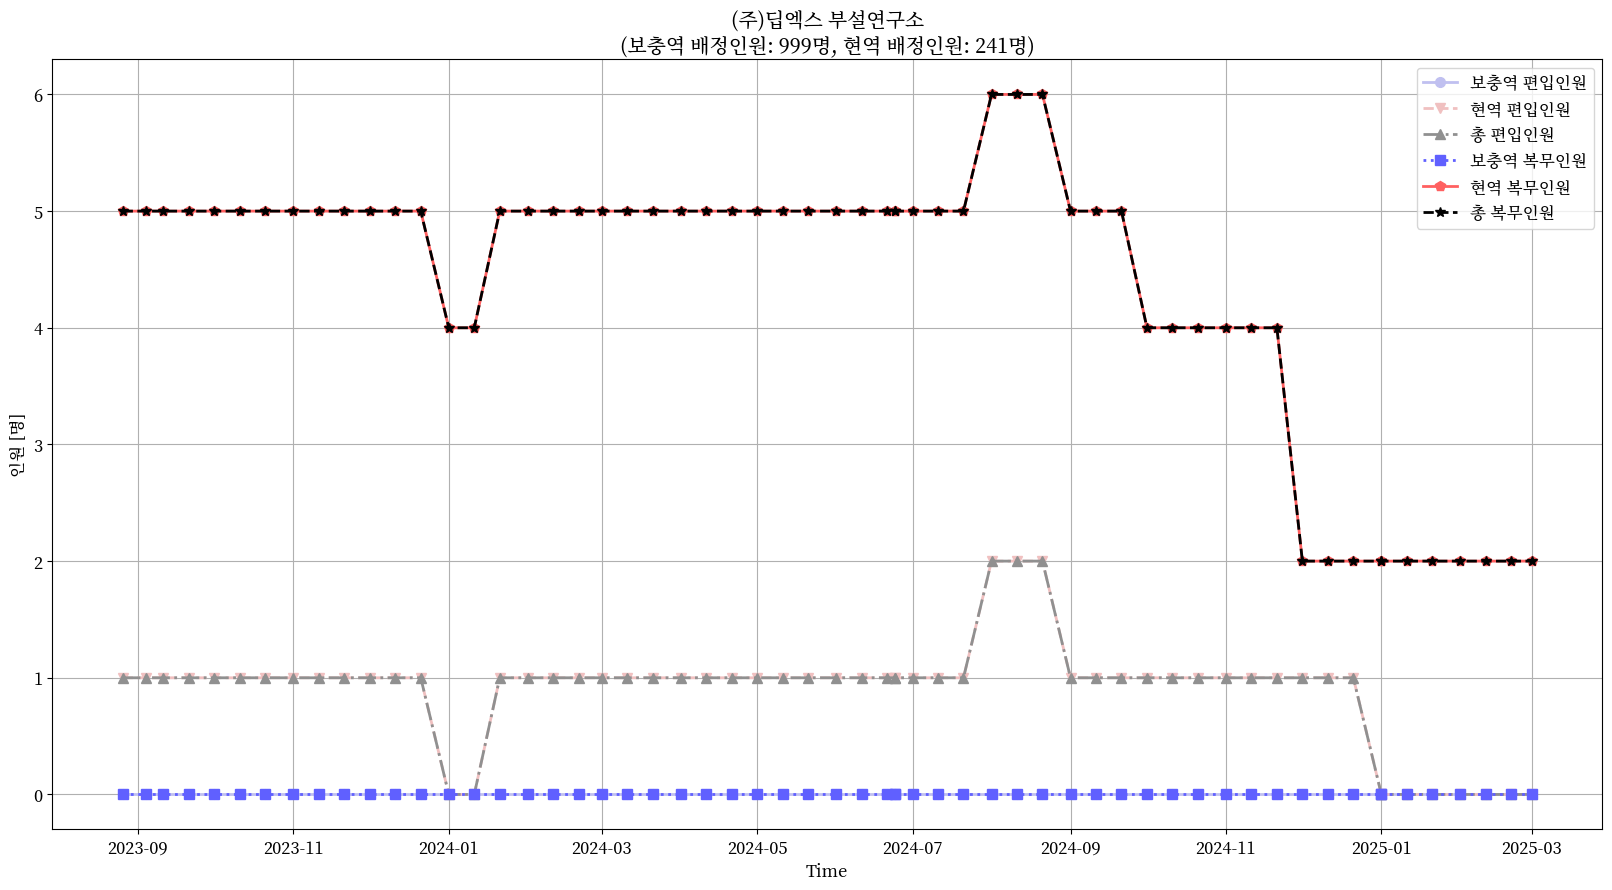 (주)딥엑스 부설연구소
(보충역 배정인원: 999명, 현역 배정인원: 241명)
보충역 편입인원
현역 편입인원
총 편입인원
보충역 복무인원
현역 복무인원
총 복무인원
인원 [명]
6
5
4
3
2
1
0
2023-09 2023-11 2024-01 2024-03 2024-05 2024-07 2024-09 2024-11 2025-01 2025-03
Time